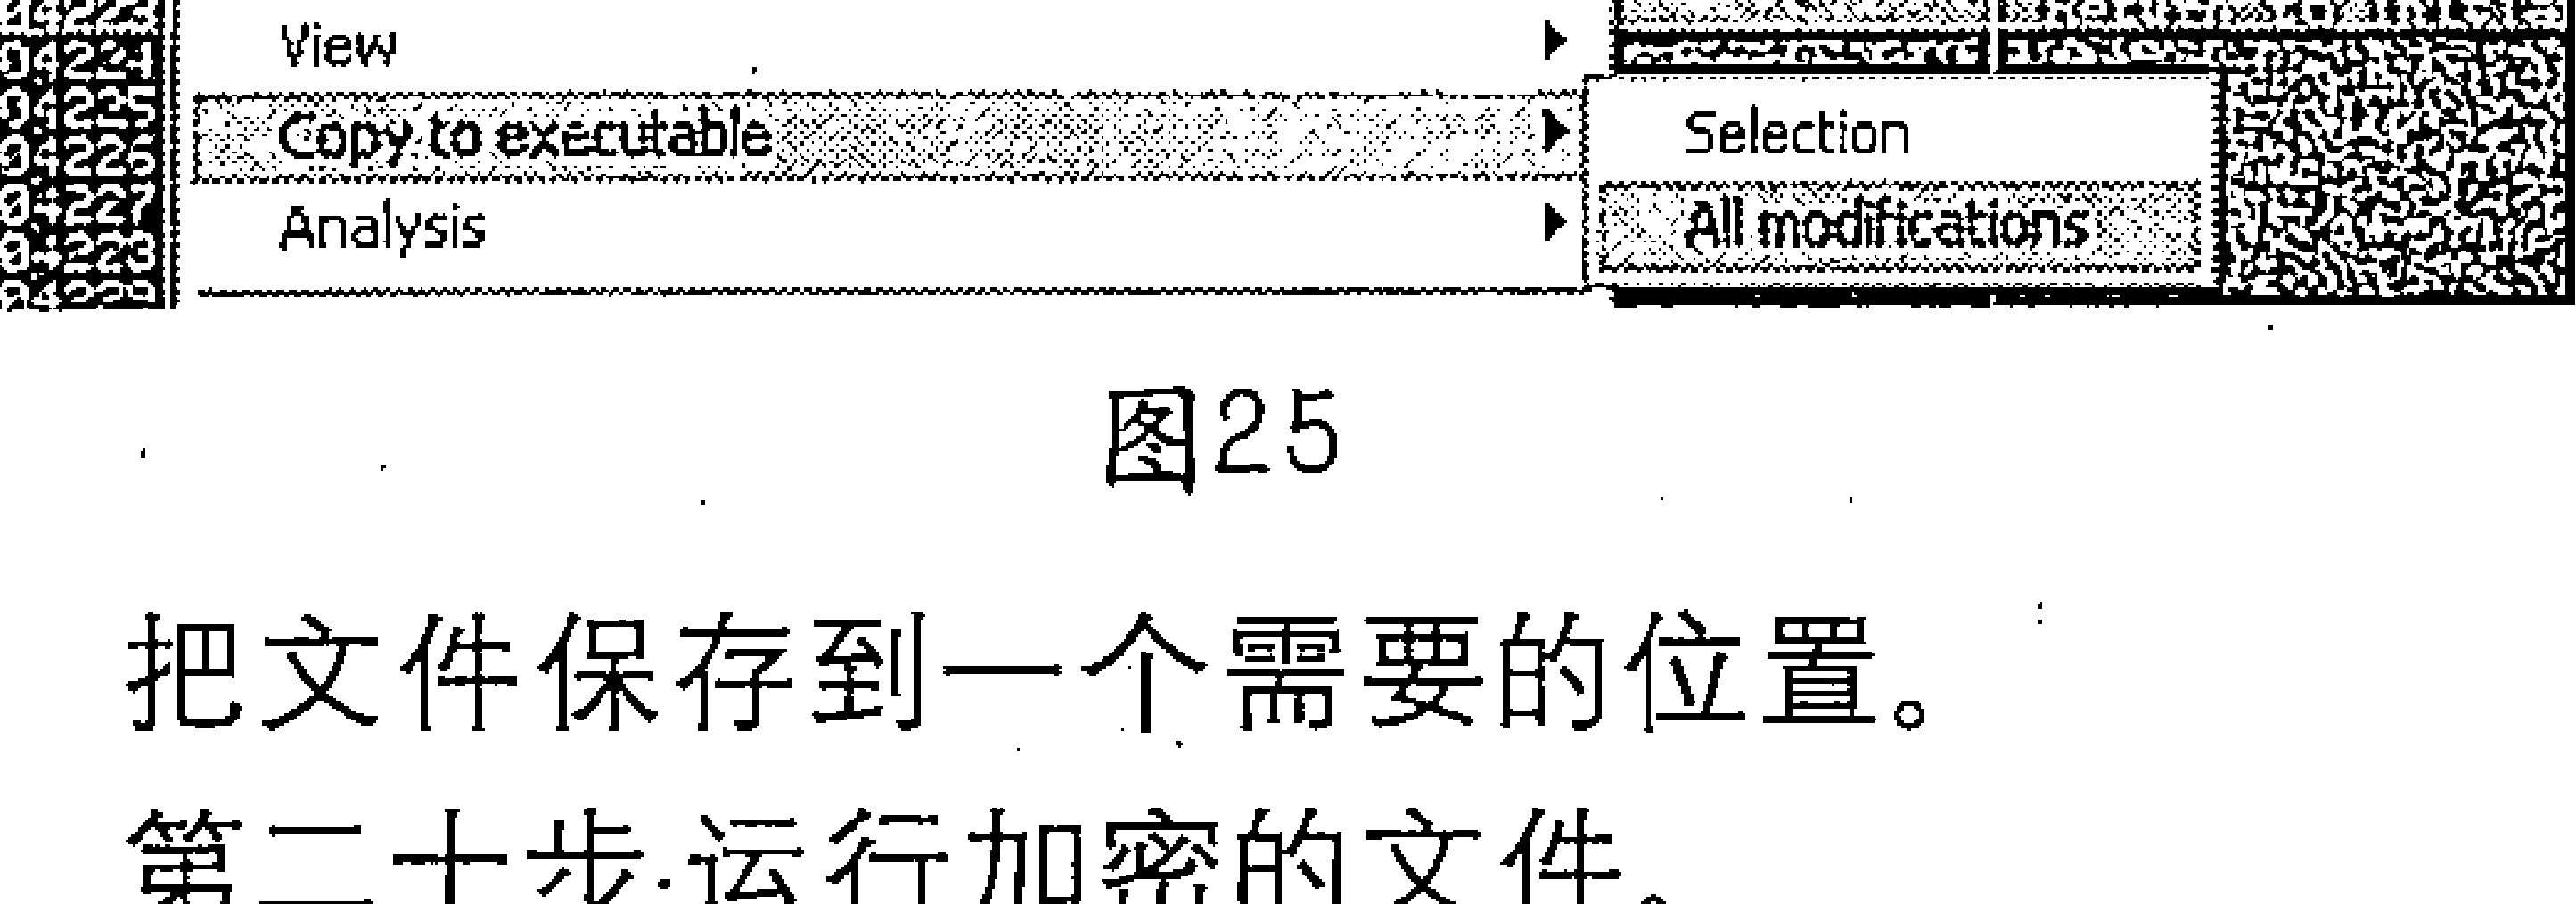 View
Copy to executable
Selection
Analysis
All modifications
图25
把文件保存到一个需要的位置。
第二十步.运行加密的文件。